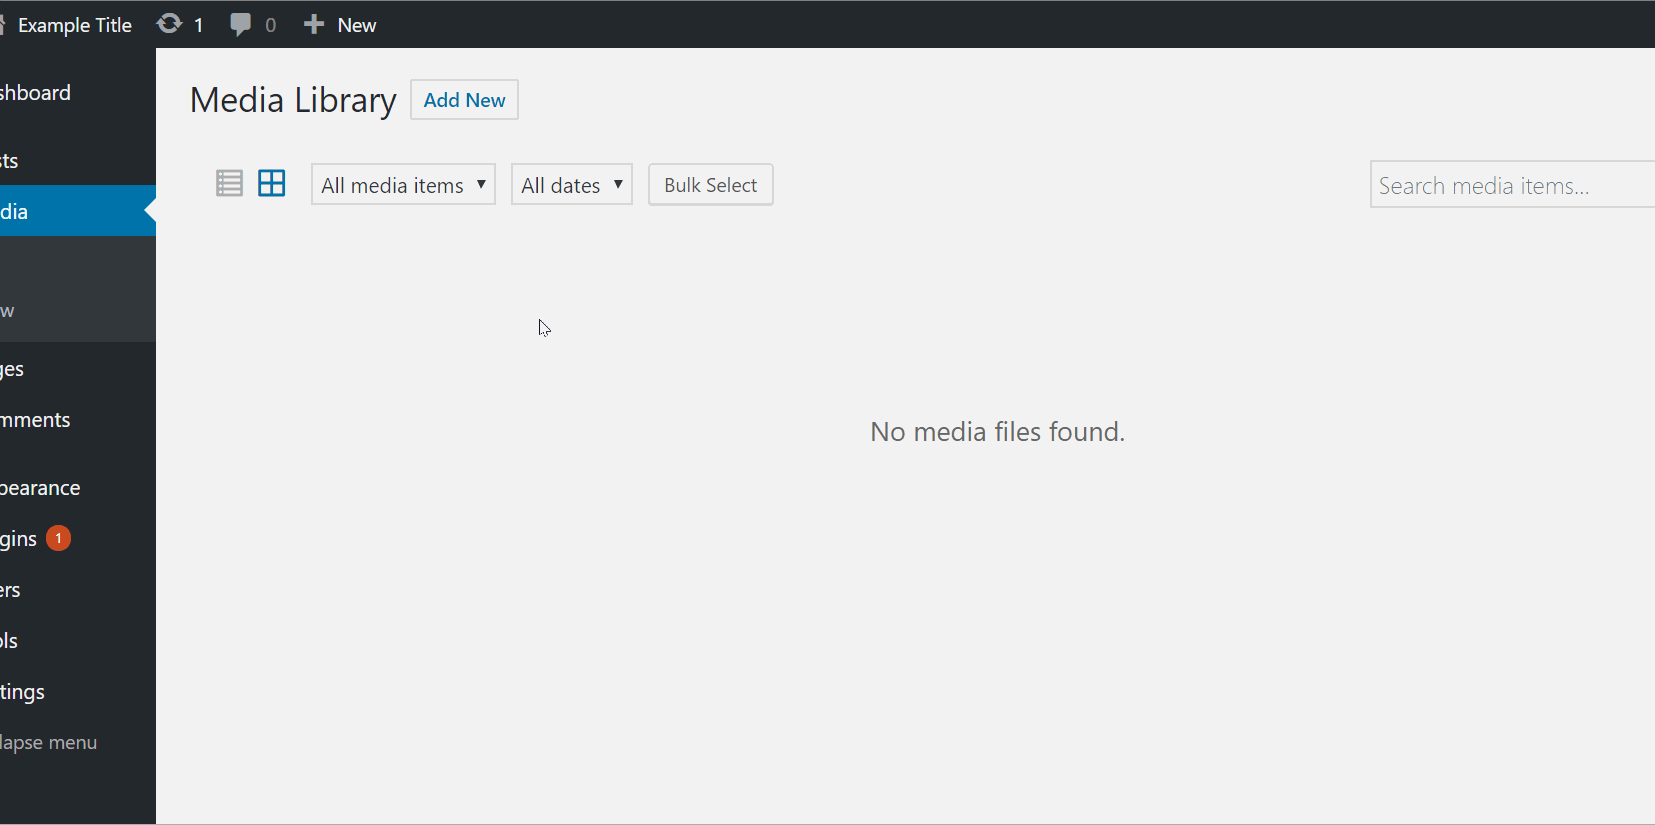 Example Title 1 0 New
shboard
sts
dia
w
ges
mments
pearance
gins 1
ers
ols
tings
lapse menu
Media Library Add New
All media items All dates Bulk Select Search media items...
No media files found.